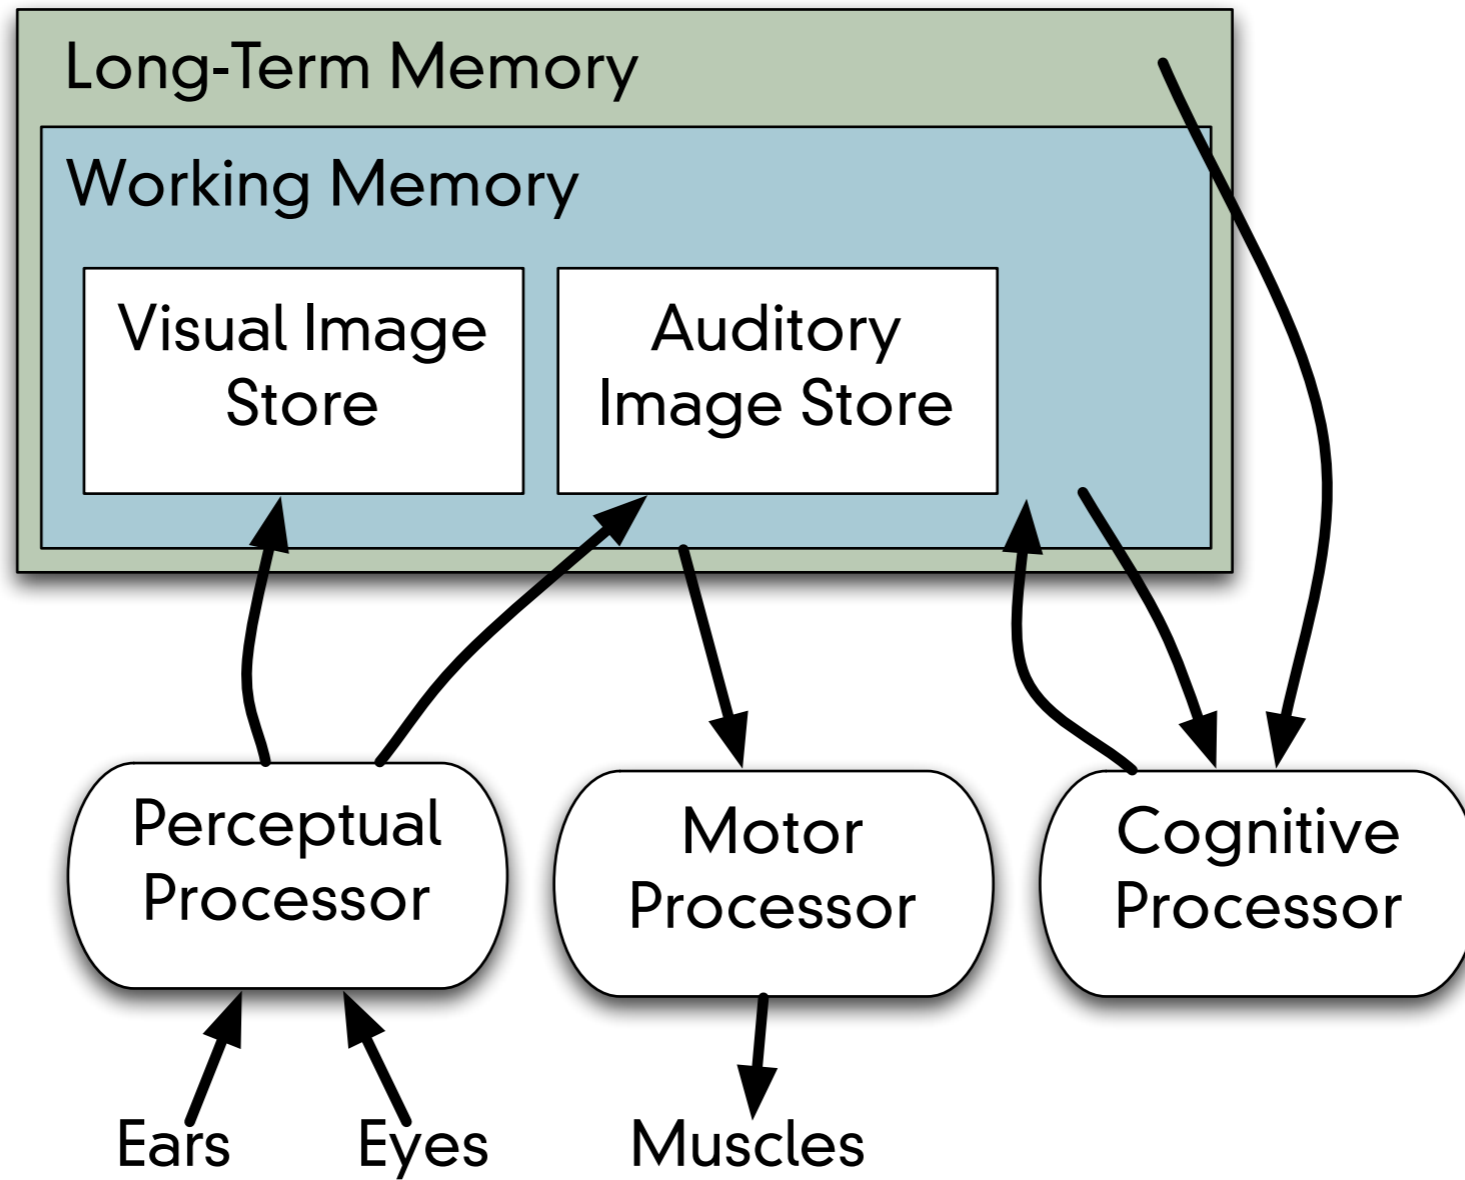 Long-Term Memory
Working Memory
Visual Image
Store
Auditory
Image Store
Perceptual
Processor
Motor
Processor
Cognitive
Processor
Ears
Eyes
Muscles